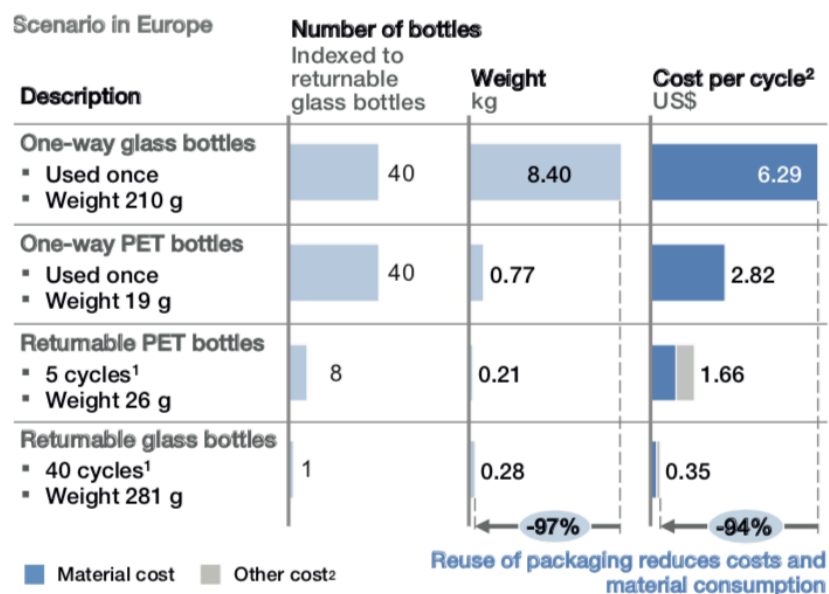 Scenario in Europe
Number of bottles
Indexed to
returnable
glass bottles
Weight
kg
Cost per cycle²
US$
Description
One-way glass bottles
▪ Used once
▪ Weight 210 g
40
8.40
6.29
One-way PET bottles
▪ Used once
▪ Weight 19 g
40
0.77
2.82
Returnable PET bottles
▪ 5 cycles¹
▪ Weight 26 g
8
0.21
1.66
Returnable glass bottles
▪ 40 cycles¹
▪ Weight 281 g
1
0.28
0.35
-97%
-94%
Material cost
Other cost²
Reuse of packaging reduces costs and
material consumption